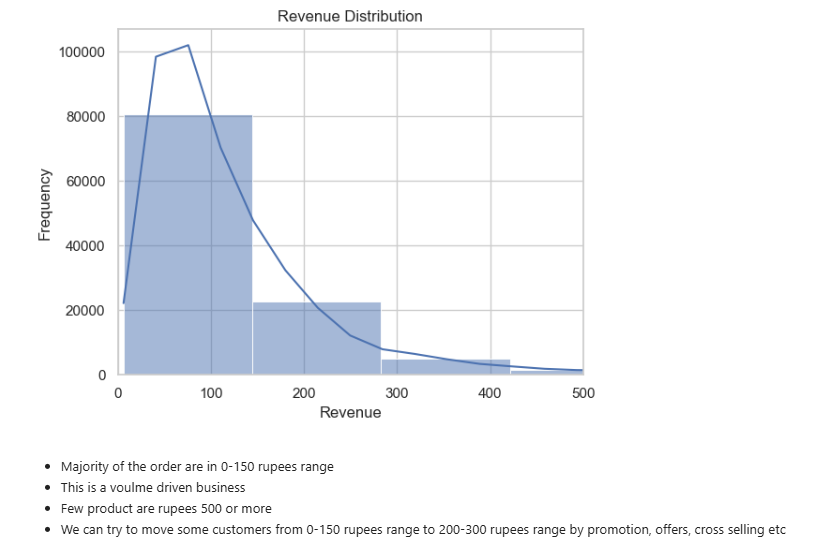 Revenue Distribution
100000
80000
60000
40000
20000
0
Frequency
0 100 200 300 400 500
Revenue
• Majority of the order are in 0-150 rupees range
• This is a voulme driven business
• Few product are rupees 500 or more
• We can try to move some customers from 0-150 rupees range to 200-300 rupees range by promotion, offers, cross selling etc